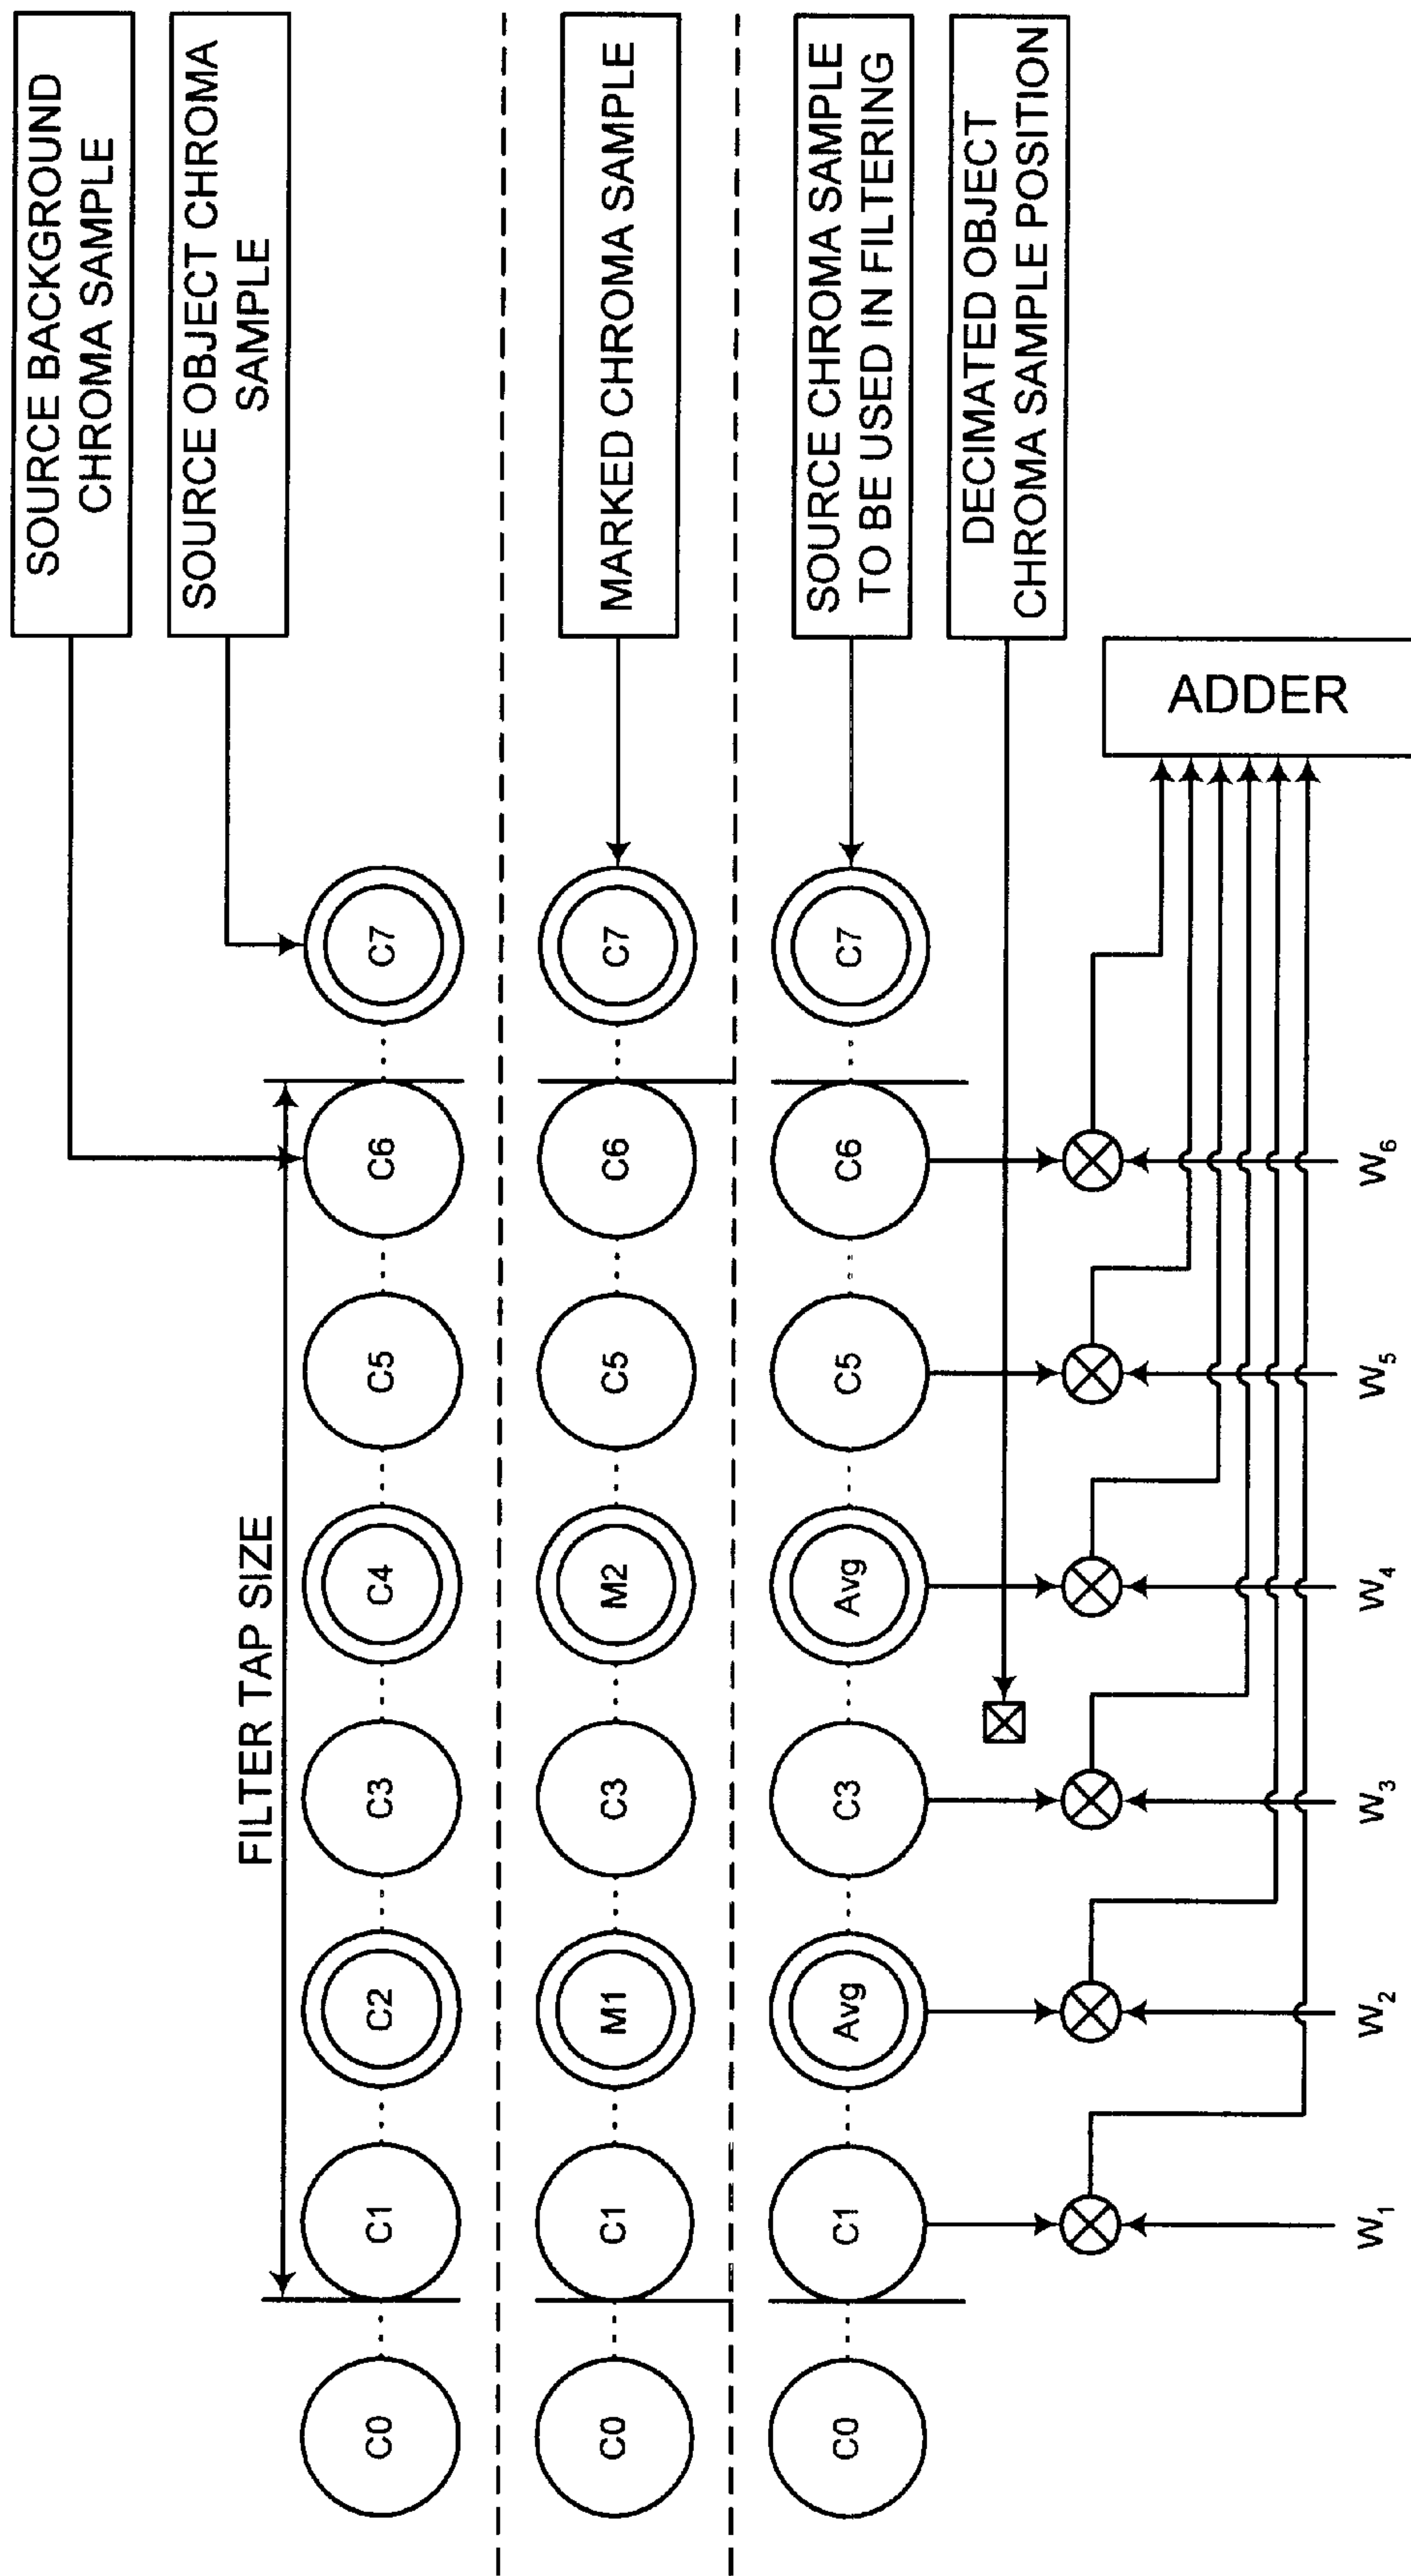 SOURCE BACKGROUND
CHROMA SAMPLE
SOURCE OBJECT CHROMA
SAMPLE
FILTER TAP SIZE
C0 C1 C2 C3 C4 C5 C6 C7
MARKED CHROMA SAMPLE
C0 C1 M1 C3 M2 C5 C6 C7
SOURCE CHROMA SAMPLE
TO BE USED IN FILTERING
C0 C1 Avg C3 Avg C5 C6 C7
DECIMATED OBJECT
CHROMA SAMPLE POSITION
ADDER
W1 W2 W3 W4 W5 W6